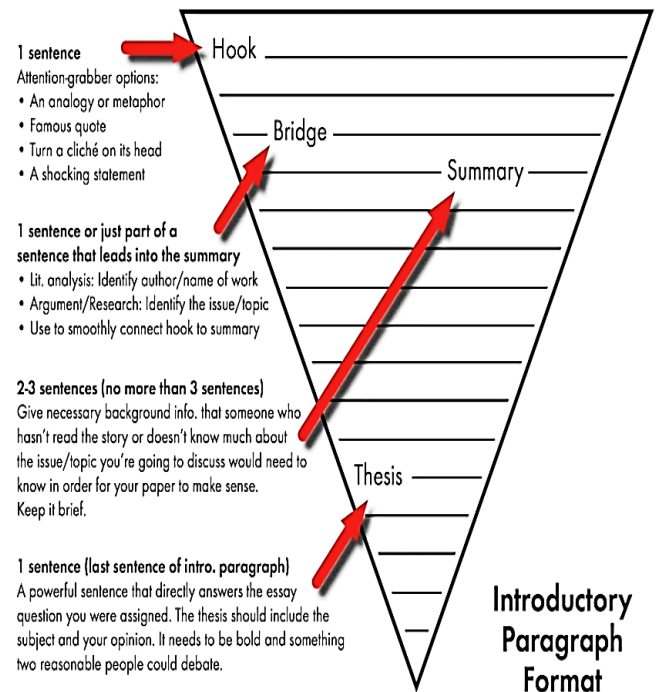 1 sentence
Attention-grabber options:
• An analogy or metaphor
• Famous quote
• Turn a cliché on its head
• A shocking statement
Hook
Bridge
Summary
1 sentence or just part of a
sentence that leads into the summary
• Lit. analysis: Identify author/name of work
• Argument/Research: Identify the issue/topic
• Use to smoothly connect hook to summary
2-3 sentences (no more than 3 sentences)
Give necessary background info. that someone who
hasn't read the story or doesn't know much about
the issue/topic you're going to discuss would need to
know in order for your paper to make sense.
Keep it brief.
Thesis
1 sentence (last sentence of intro. paragraph)
A powerful sentence that directly answers the essay
question you were assigned. The thesis should include the
subject and your opinion. It needs to be bold and something
two reasonable people could debate.
Introductory
Paragraph
Format